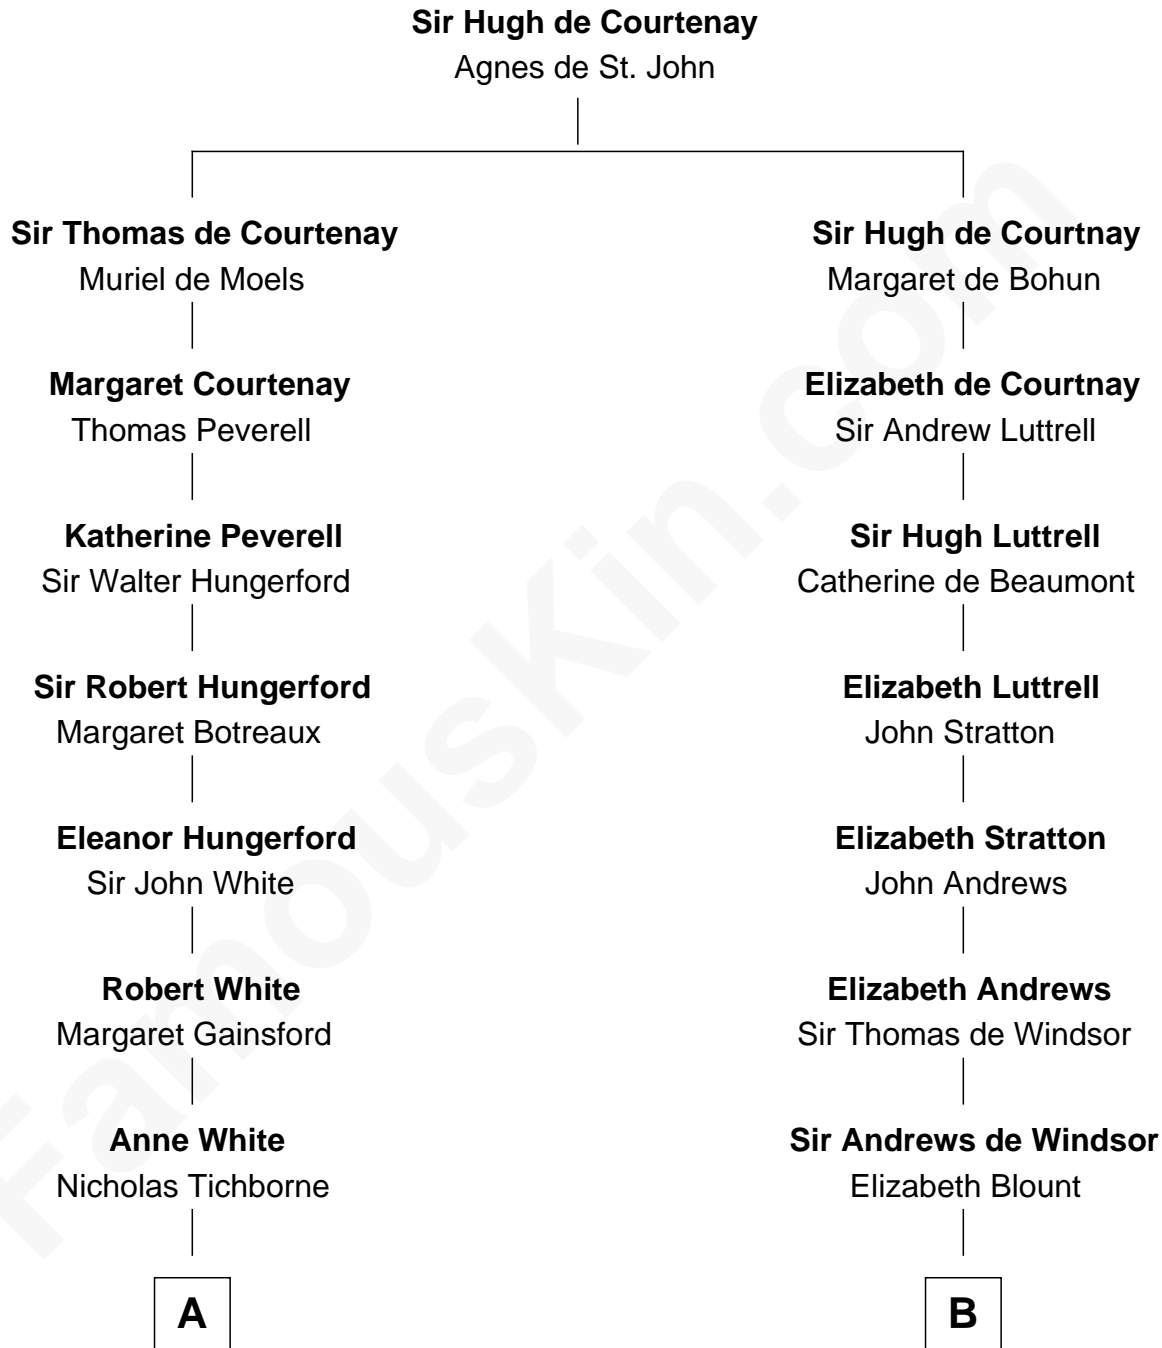 Sir Hugh de Courtenay
Agnes de St. John
Sir Thomas de Courtenay
Muriel de Moels
Sir Hugh de Courtnay
Margaret de Bohun
Margaret Courtenay
Thomas Peverell
Elizabeth de Courtnay
Sir Andrew Luttrell
Katherine Peverell
Sir Walter Hungerford
Sir Hugh Luttrell
Catherine de Beaumont
Sir Robert Hungerford
Margaret Botreaux
Elizabeth Luttrell
John Stratton
Eleanor Hungerford
Sir John White
Elizabeth Stratton
John Andrews
Robert White
Margaret Gainsford
Elizabeth Andrews
Sir Thomas de Windsor
Anne White
Nicholas Tichborne
Sir Andrews de Windsor
Elizabeth Blount
A
B
FamousKin.com